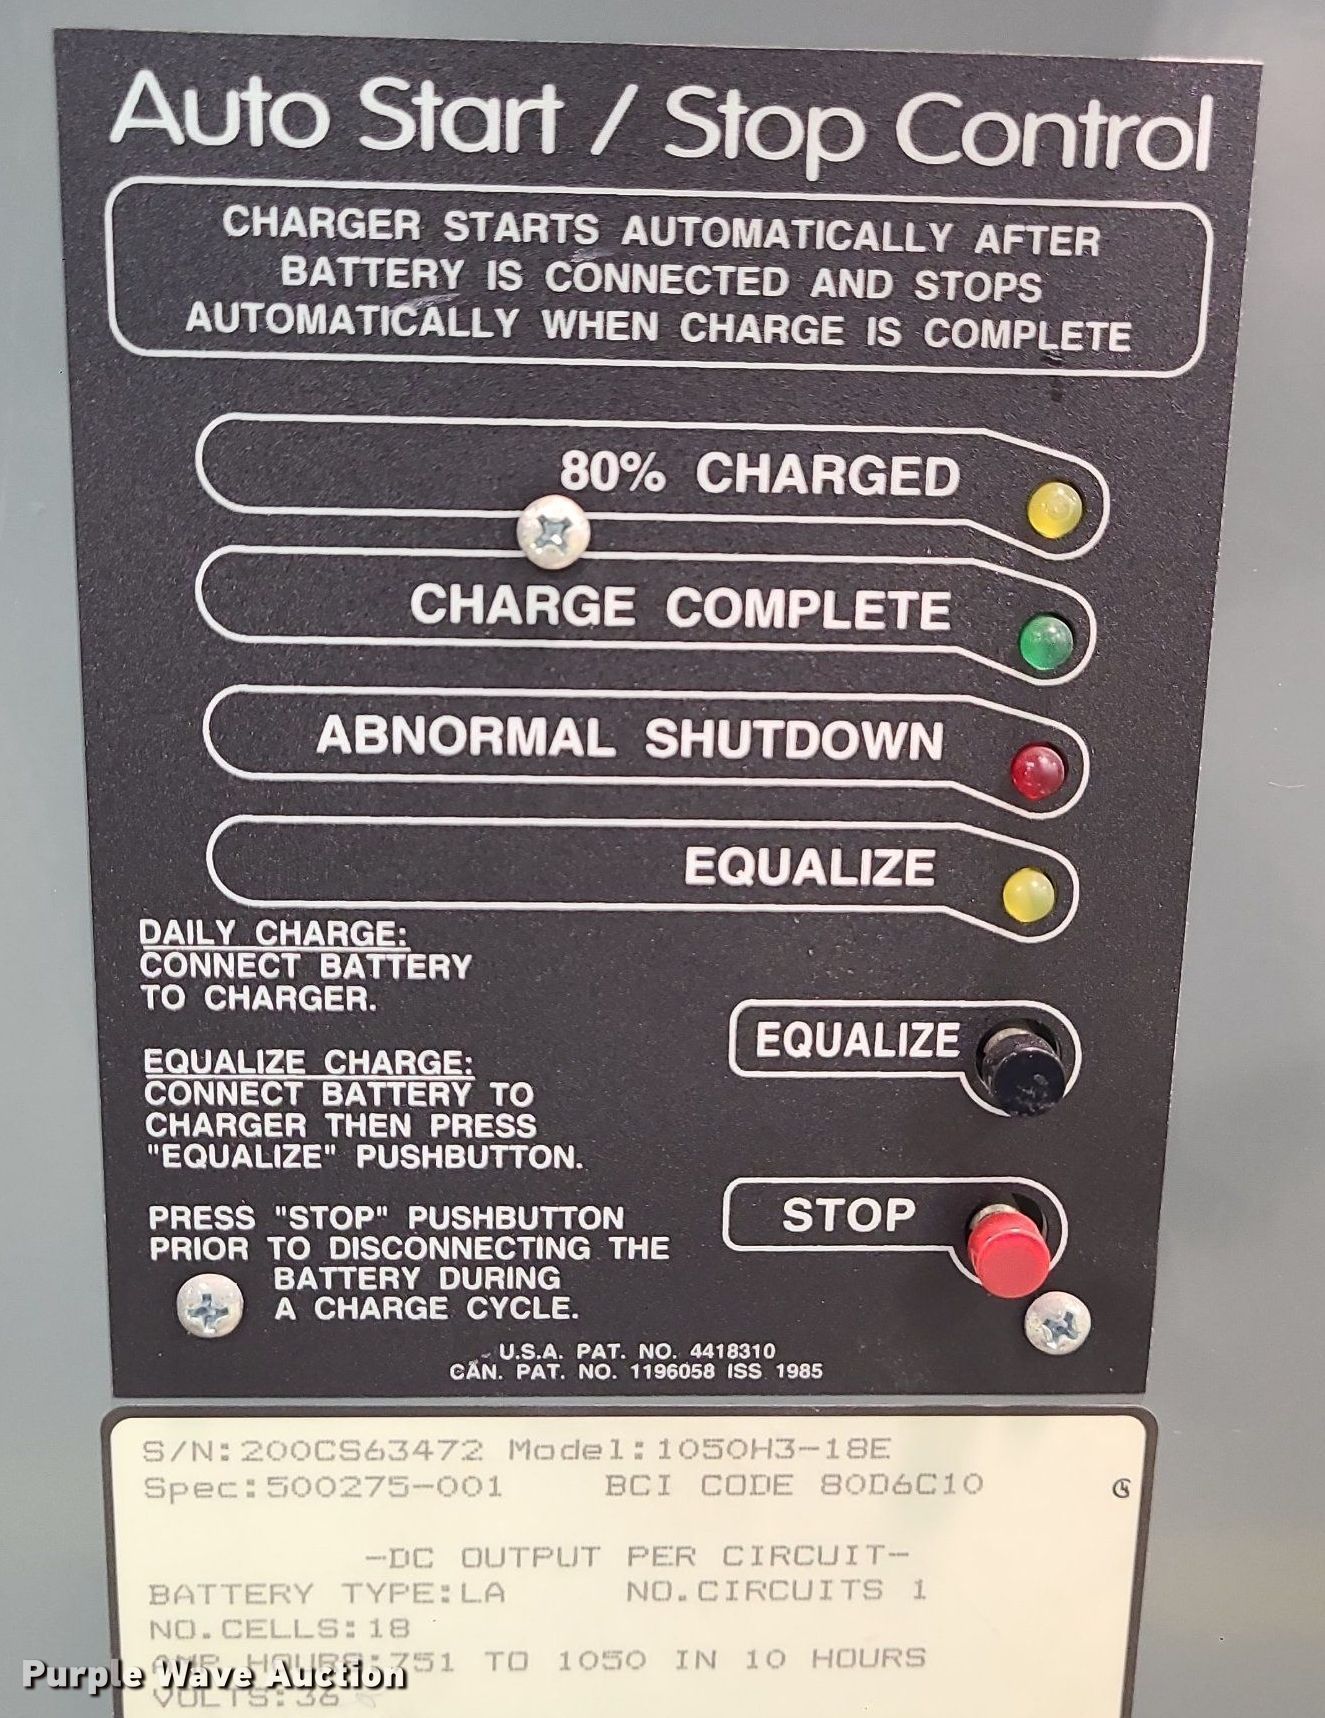 Auto Start / Stop Control
CHARGER STARTS AUTOMATICALLY AFTER
BATTERY IS CONNECTED AND STOPS
AUTOMATICALLY WHEN CHARGE IS COMPLETE
80% CHARGED
CHARGE COMPLETE
ABNORMAL SHUTDOWN
EQUALIZE
DAILY CHARGE:
CONNECT BATTERY
TO CHARGER.
EQUALIZE
EQUALIZE CHARGE:
CONNECT BATTERY TO
CHARGER THEN PRESS
"EQUALIZE" PUSHBUTTON.
STOP
PRESS "STOP" PUSHBUTTON
PRIOR TO DISCONNECTING THE
BATTERY DURING
A CHARGE CYCLE.
U.S.A. PAT. NO. 4418310
CAN. PAT. NO. 1196058 ISS 1985
S/N:200CS63472 Model:1050H3-18E
Spec:500275-001 BCI CODE 80D6C10
-DC OUTPUT PER CIRCUIT-
BATTERY TYPE:LA NO.CIRCUITS 1
NO.CELLS:18
AMP.HOURS:751 TO 1050 IN 10 HOURS
VOLTS:36
Purple Wave Auction